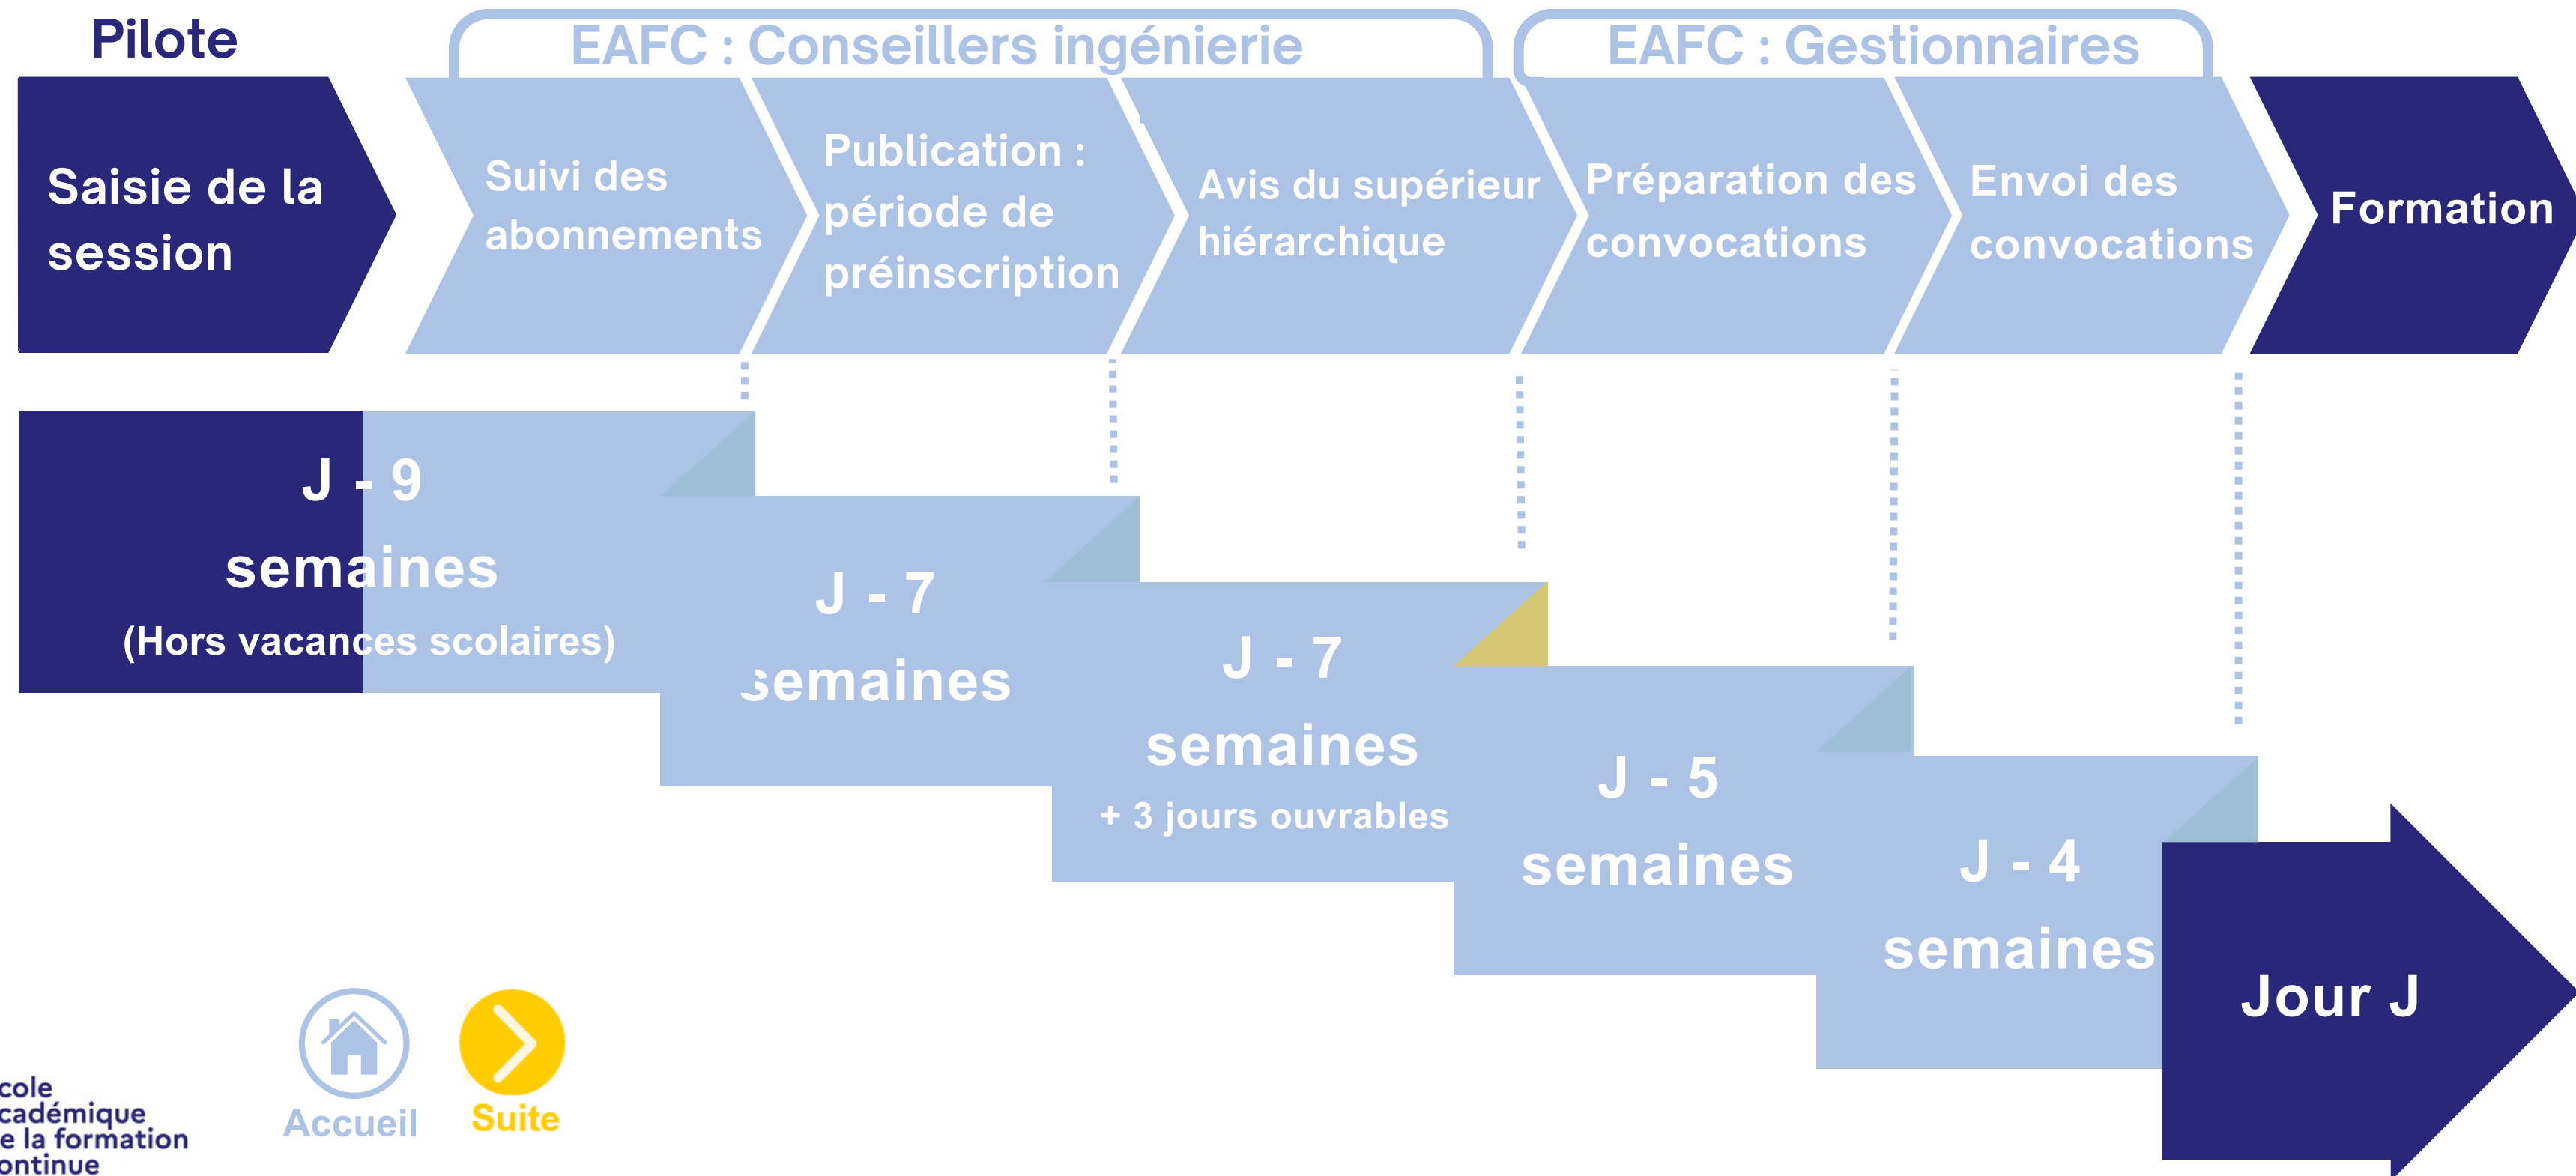 Pilote
EAFC : Conseillers ingénierie
EAFC : Gestionnaires
Saisie de la
session
Suivi des
abonnements
Publication :
période de
préinscription
Avis du supérieur
hiérarchique
Préparation des
convocations
Envoi des
convocations
Formation
J - 9
semaines
(Hors vacances scolaires)
J - 7
semaines
J - 7
semaines
+ 3 jours ouvrables
J - 5
semaines
J - 4
semaines
Jour J
Accueil
Suite
cole
cadémique
e la formation
ontinue